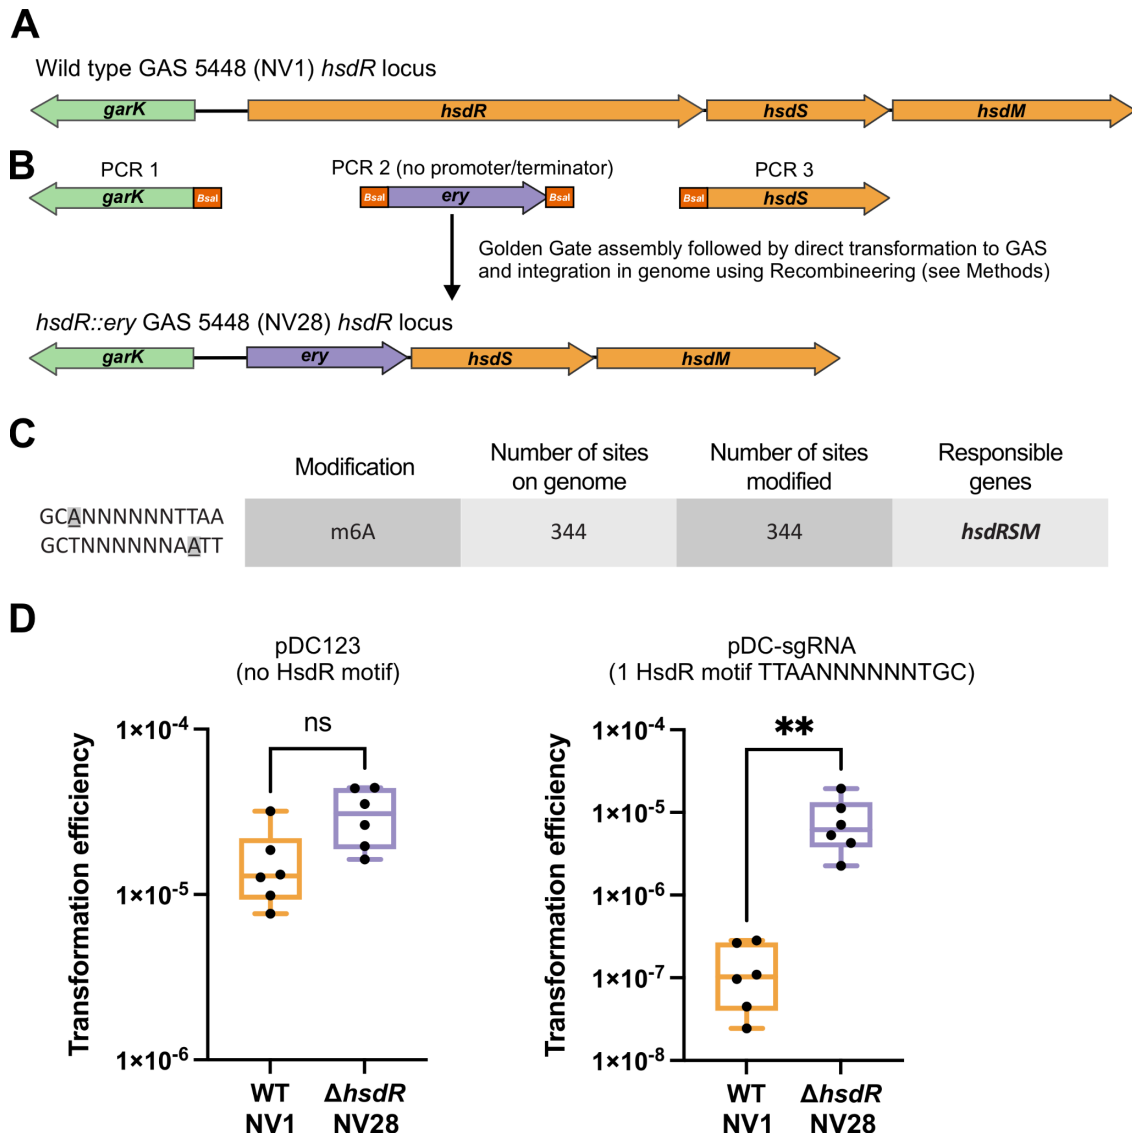 A
Wild type GAS 5448 (NV1) hsdR locus
garK hsdR hsdS hsdM
B
PCR 1 PCR 2 (no promoter/terminator) PCR 3
garK BsaI BsaI ery BsaI BsaI hsdS
Golden Gate assembly followed by direct transformation to GAS
and integration in genome using Recombineering (see Methods)
hsdR::ery GAS 5448 (NV28) hsdR locus
garK ery hsdS hsdM
C
Modification Number of sites on genome Number of sites modified Responsible genes
GCANNNNNNTTAA
GCTNNNNNNAATT
m6A 344 344 hsdRSM
D
pDC123
(no HsdR motif)
ns
Transformation efficiency
1×10-4
1×10-5
1×10-6
WT ΔhsdR
NV1 NV28
pDC-sgRNA
(1 HsdR motif TTAANNNNNNTGC)
**
Transformation efficiency
1×10-4
1×10-5
1×10-6
1×10-7
1×10-8
WT ΔhsdR
NV1 NV28